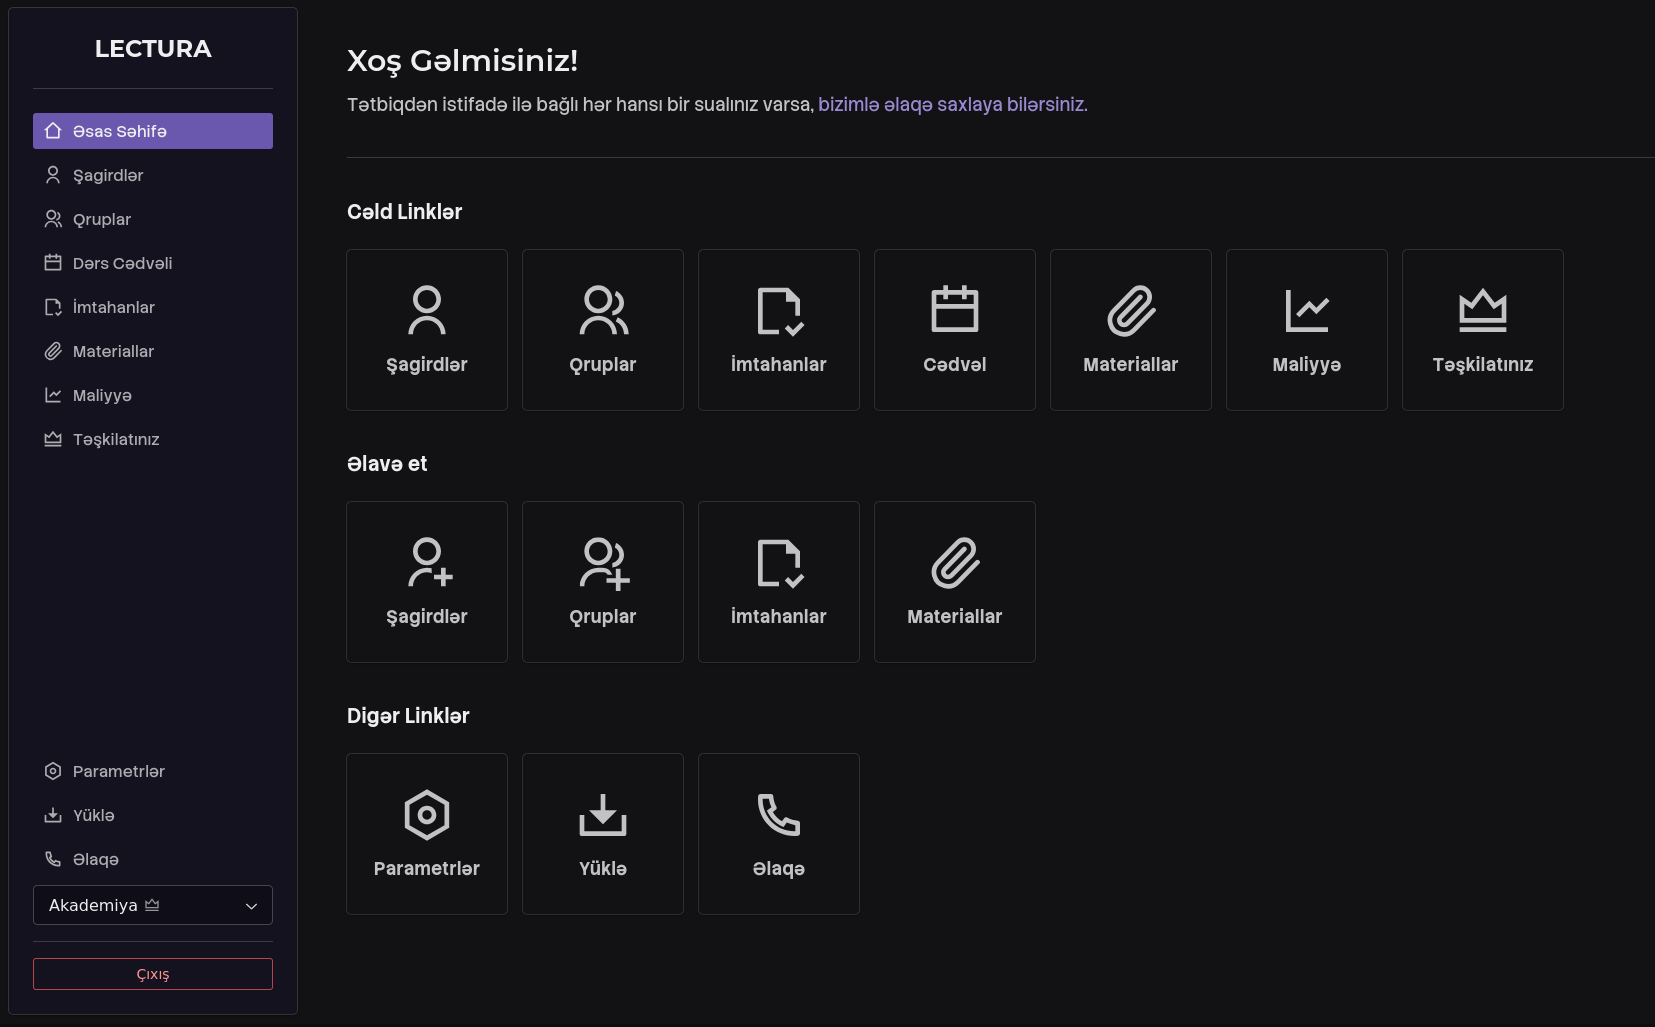 LECTURA
Əsas Səhifə
Şagirdlər
Qruplar
Dərs Cədvəli
İmtahanlar
Materiallar
Maliyyə
Təşkilatınız
Parametrlər
Yüklə
Əlaqə
Akademiya
Çıxış
Xoş Gəlmisiniz!
Tətbiqdən istifadə ilə bağlı hər hansı bir sualınız varsa, bizimlə əlaqə saxlaya bilərsiniz.
Cəld Linklər
Şagirdlər
Qruplar
İmtahanlar
Cədvəl
Materiallar
Maliyyə
Təşkilatınız
Əlavə et
Şagirdlər
Qruplar
İmtahanlar
Materiallar
Digər Linklər
Parametrlər
Yüklə
Əlaqə